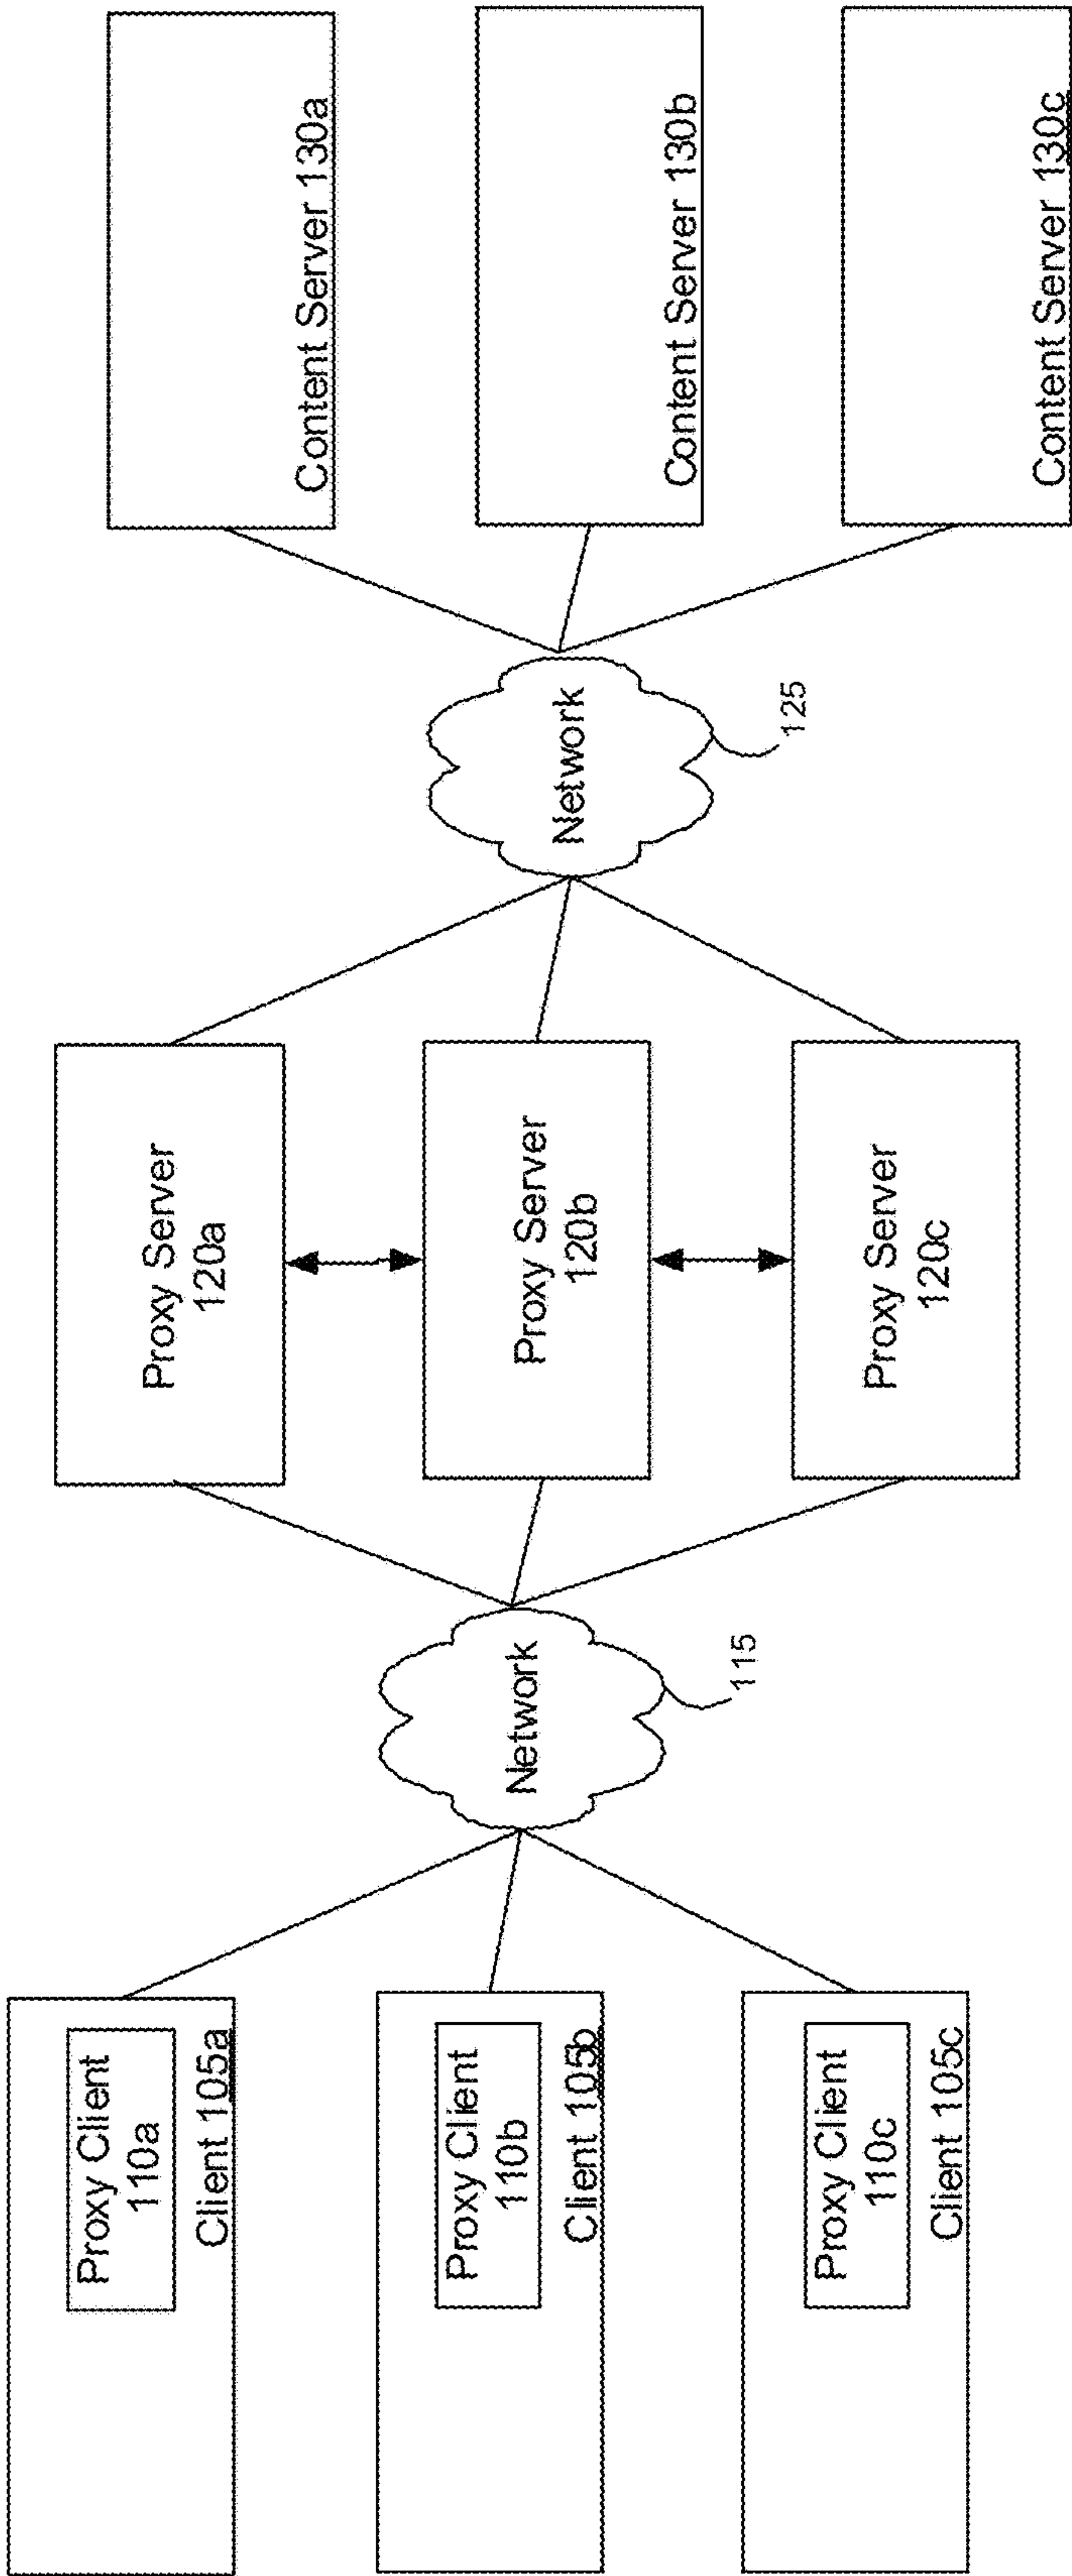 Proxy Client
110a
Client 105a
Proxy Client
110b
Client 105b
Proxy Client
110c
Client 105c
Network
115
Proxy Server
120a
Proxy Server
120b
Proxy Server
120c
Network
125
Content Server 130a
Content Server 130b
Content Server 130c